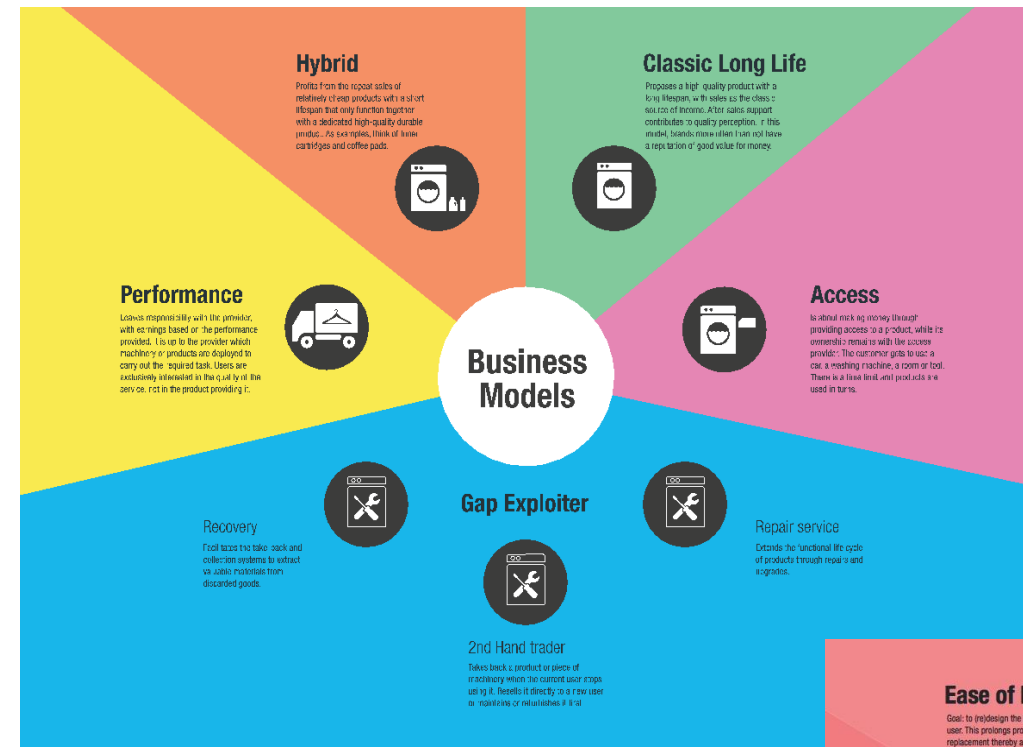 Hybrid
Profits from the repeat sales of
relatively cheap products with a short
lifespan that only function together
with a dedicated high-quality durable
product. As examples, think of toner
cartridges and coffee pads.
Classic Long Life
Proposes a high quality product with a
long lifespan, with sales as the classic
source of income. After sales support
contributes to quality perception. In this
model, brands more often than not have
a reputation of good value for money.
Performance
Leaves responsibility with the provider,
with earnings based on the performance
provided. It is up to the provider which
machinery or products are deployed to
carry out the required task. Users are
exclusively interested in the quality of the
service, not in the product providing it.
Access
Is about making money through
providing access to a product, while its
ownership remains with the access
provider. The customer gets to use a
car, a washing machine, a room or tool.
There is a time limit and products are
used in turns.
Business
Models
Gap Exploiter
Recovery
Facilitates the take-back and
collection systems to extract
valuable materials from
discarded goods.
Repair service
Extends the functional life cycle
of products through repairs and
upgrades.
2nd Hand trader
Takes back a product or piece of
machinery when the current user stops
using it. Resells it directly to a new user
or maintains or refurbishes it first
Ease of
Goal: to (re)design the
user. This prolongs
replacement thereby